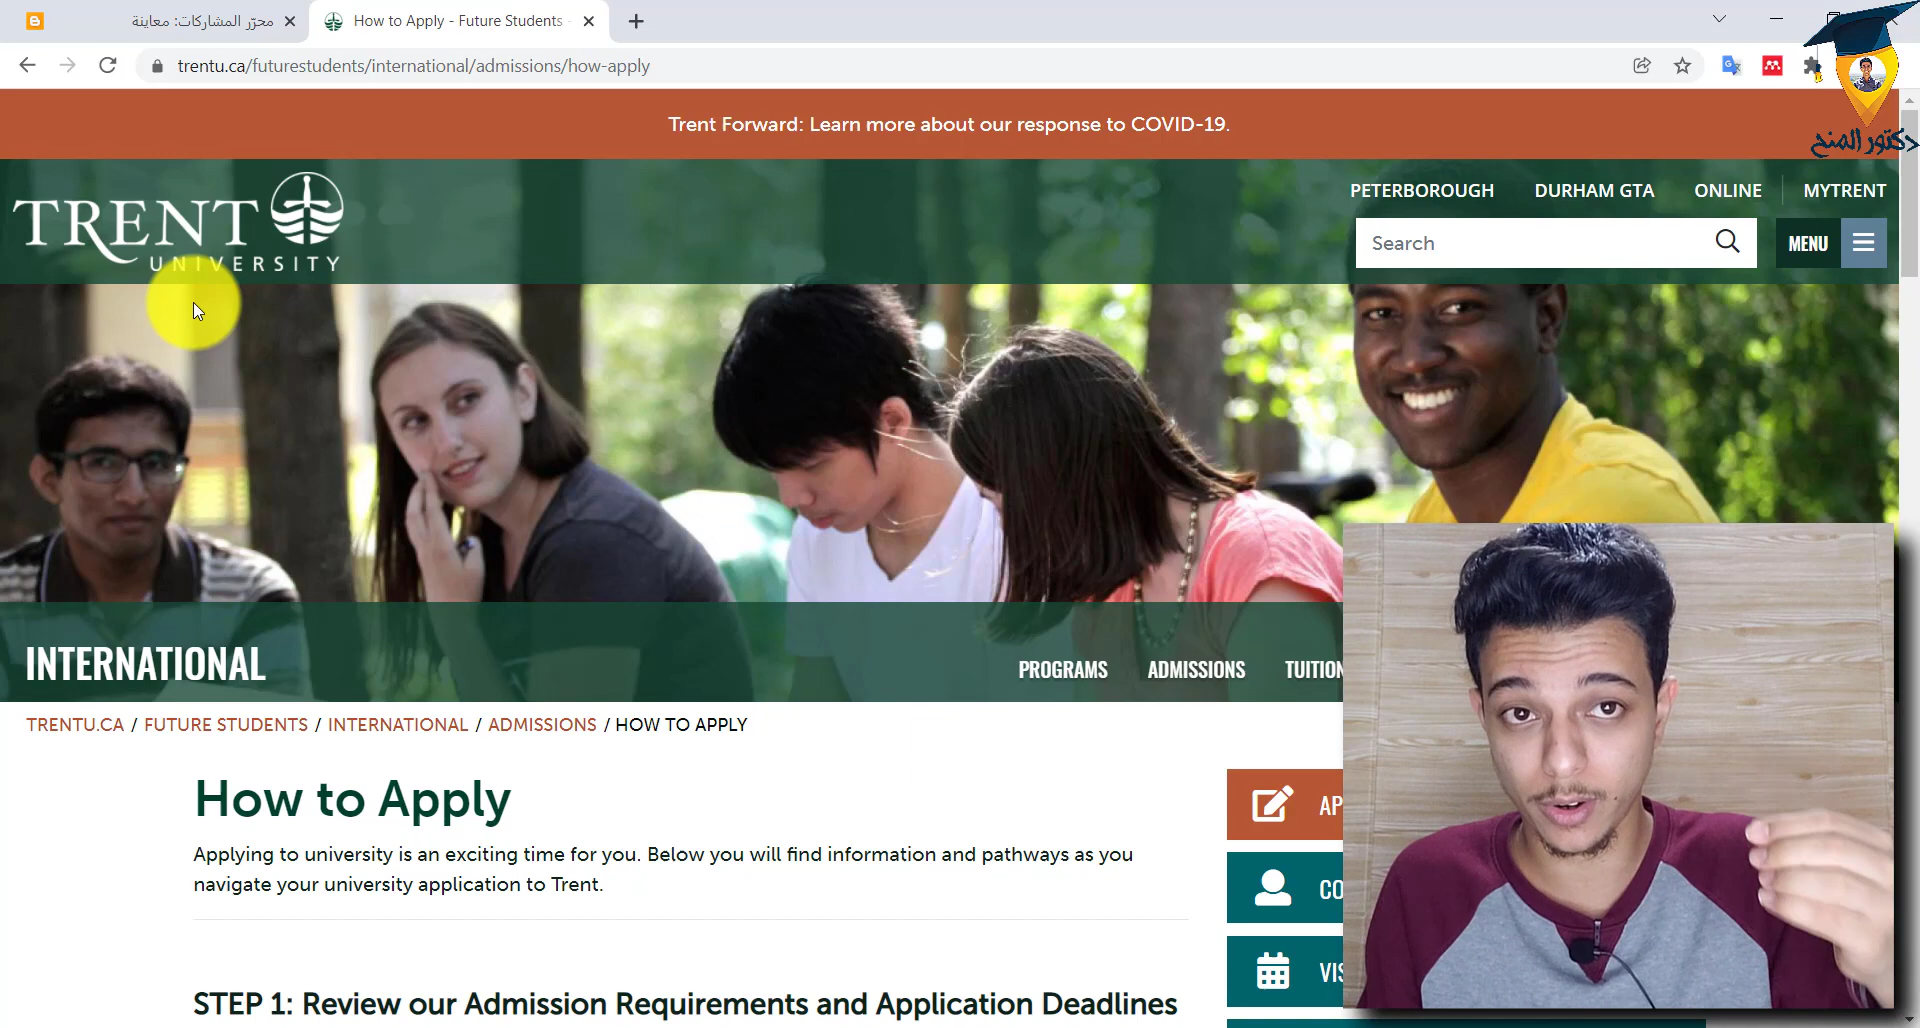 محرّر المشاركات: معاينة
How to Apply - Future Students
trentu.ca/futurestudents/international/admissions/how-apply
دكتور المنح
Trent Forward: Learn more about our response to COVID-19.
TRENT
UNIVERSITY
PETERBOROUGH DURHAM GTA ONLINE MYTRENT
Search
MENU
INTERNATIONAL
PROGRAMS ADMISSIONS TUITION
TRENTU.CA / FUTURE STUDENTS / INTERNATIONAL / ADMISSIONS / HOW TO APPLY
How to Apply
Applying to university is an exciting time for you. Below you will find information and pathways as you
navigate your university application to Trent.
AP
CO
VIS
STEP 1: Review our Admission Requirements and Application Deadlines